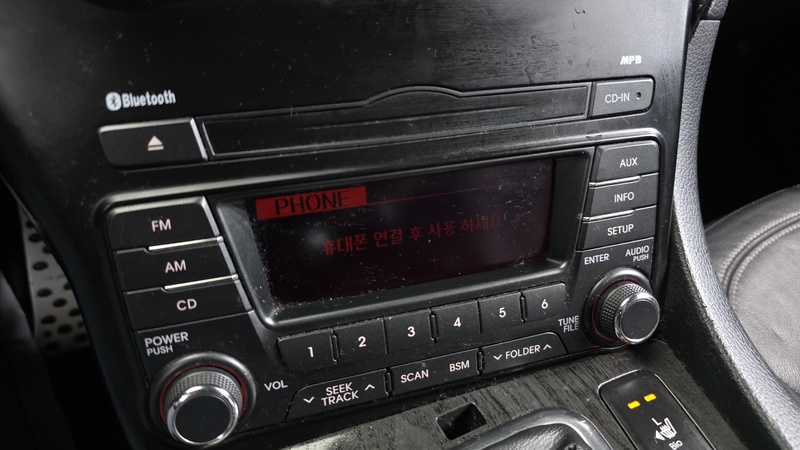 MP3
Bluetooth
CD-IN
AUX
PHONE
INFO
FM
휴대폰 연결 후 사용 하세요!
SETUP
AM
ENTER
AUDIO
PUSH
CD
1 2 3 4 5 6
TUNE
FILE
POWER
PUSH
VOL
SEEK
TRACK
SCAN
BSM
FOLDER
L
Bio